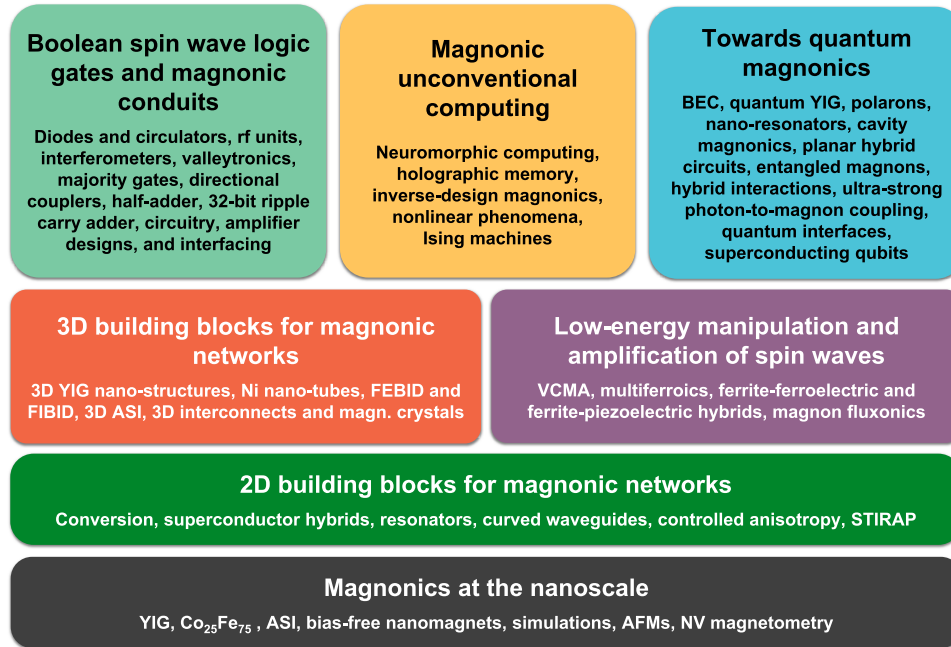 Boolean spin wave logic
gates and magnonic
conduits
Diodes and circulators, rf units,
interferometers, valleytronics,
majority gates, directional
couplers, half-adder, 32-bit ripple
carry adder, circuitry, amplifier
designs, and interfacing
Magnonic
unconventional
computing
Neuromorphic computing,
holographic memory,
inverse-design magnonics,
nonlinear phenomena,
Ising machines
Towards quantum
magnonics
BEC, quantum YIG, polarons,
nano-resonators, cavity
magnonics, planar hybrid
circuits, entangled magnons,
hybrid interactions, ultra-strong
photon-to-magnon coupling,
quantum interfaces,
superconducting qubits
3D building blocks for magnonic
networks
3D YIG nano-structures, Ni nano-tubes, FEBID and
FIBID, 3D ASI, 3D interconnects and magn. crystals
Low-energy manipulation and
amplification of spin waves
VCMA, multiferroics, ferrite-ferroelectric and
ferrite-piezoelectric hybrids, magnon fluxonics
2D building blocks for magnonic networks
Conversion, superconductor hybrids, resonators, curved waveguides, controlled anisotropy, STIRAP
Magnonics at the nanoscale
YIG, Co₂₅Fe₇₅ , ASI, bias-free nanomagnets, simulations, AFMs, NV magnetometry